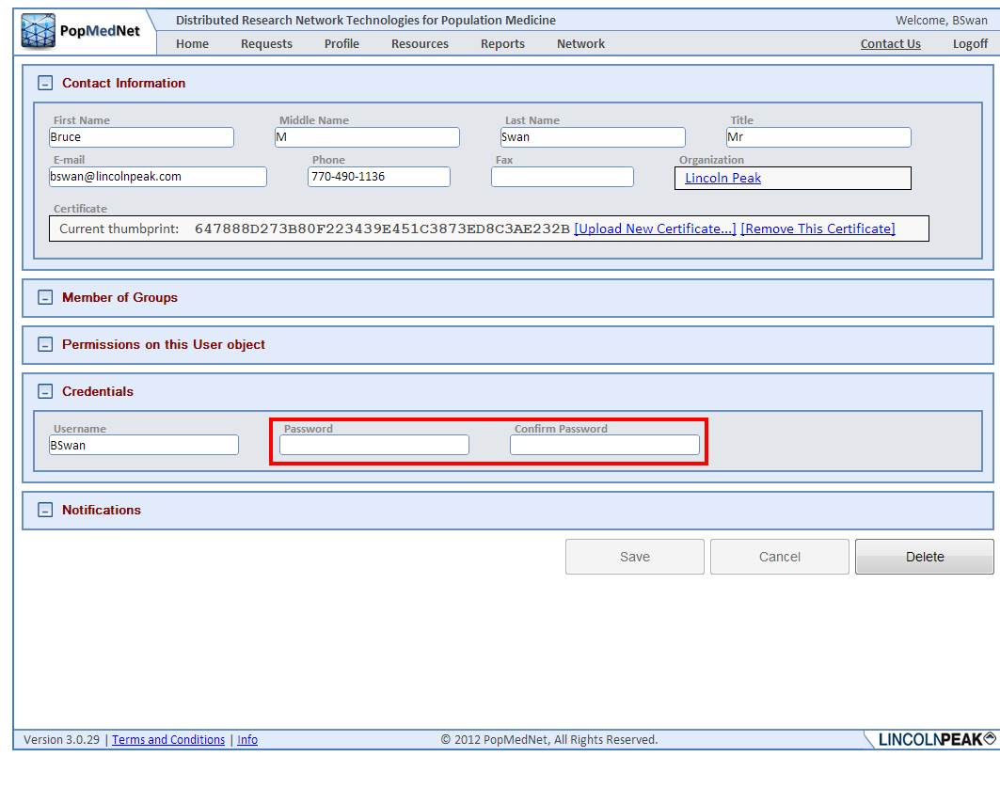 PopMedNet
Distributed Research Network Technologies for Population Medicine
Welcome, BSwan
Home Requests Profile Resources Reports Network Contact Us Logoff
Contact Information
First Name Middle Name Last Name Title
Bruce M Swan Mr
E-mail Phone Fax Organization
bswan@lincolnpeak.com 770-490-1136 Lincoln Peak
Certificate
Current thumbprint: 647888D273B80F223439E451C3873ED8C3AE232B [Upload New Certificate...] [Remove This Certificate]
Member of Groups
Permissions on this User object
Credentials
Username Password Confirm Password
BSwan
Notifications
Save Cancel Delete
Version 3.0.29 | Terms and Conditions | Info © 2012 PopMedNet, All Rights Reserved. LINCOLNPEAK